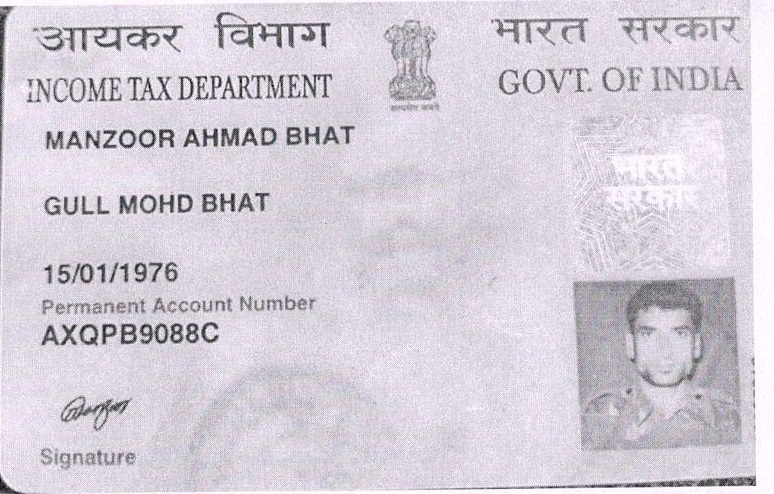 आयकर विभाग
भारत सरकार
INCOME TAX DEPARTMENT
GOVT. OF INDIA
MANZOOR AHMAD BHAT
GULL MOHD BHAT
15/01/1976
Permanent Account Number
AXQPB9088C
Signature
भारत
सरकार
सत्यमेव जयते